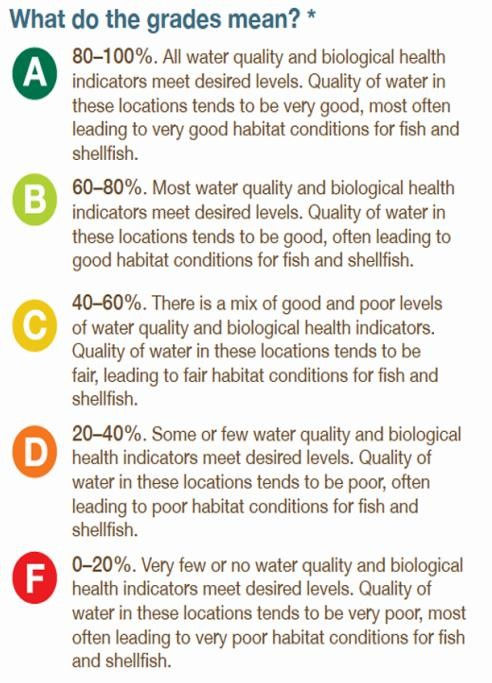 What do the grades mean? *
A
80–100%. All water quality and biological health
indicators meet desired levels. Quality of water in
these locations tends to be very good, most often
leading to very good habitat conditions for fish and
shellfish.
B
60–80%. Most water quality and biological health
indicators meet desired levels. Quality of water in
these locations tends to be good, often leading to
good habitat conditions for fish and shellfish.
C
40–60%. There is a mix of good and poor levels
of water quality and biological health indicators.
Quality of water in these locations tends to be
fair, leading to fair habitat conditions for fish and
shellfish.
D
20–40%. Some or few water quality and biological
health indicators meet desired levels. Quality of
water in these locations tends to be poor, often
leading to poor habitat conditions for fish and
shellfish.
F
0–20%. Very few or no water quality and biological
health indicators meet desired levels. Quality of
water in these locations tends to be very poor, most
often leading to very poor habitat conditions for fish
and shellfish.